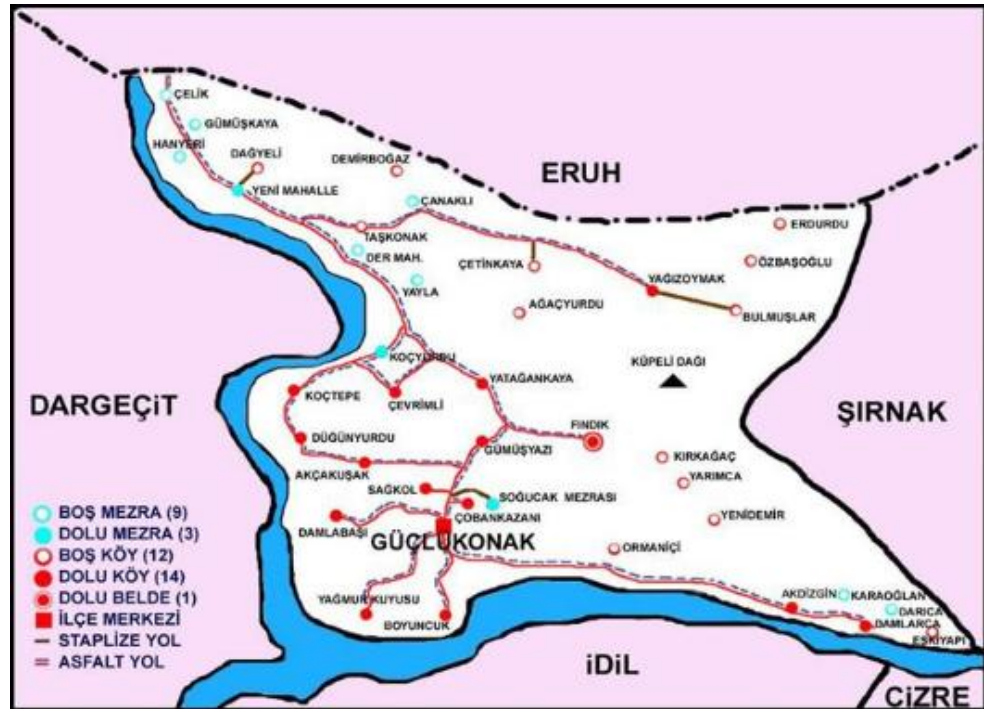 ÇELİK
GÜMÜŞKAYA
HANYERİ
DAĞYELİ
DEMİRBOĞAZ
ERUH
YENİ MAHALLE
ÇANAKLI
ERDURDU
TAŞKONAK
DER MAH.
ÇETİNKAYA
ÖZBAŞOĞLU
YAYLA
YAĞIZOYMAK
AĞAÇYURDU
BULMUŞLAR
KOÇYURDU
KÜPELİ DAĞI
YATAĞANKAYA
DARGEÇiT
KOÇTEPE
ÇEVRİMLİ
ŞIRNAK
FINDIK
DÜĞÜNYURDU
GÜMÜŞYAZI
KIRKAĞAÇ
AKÇAKUŞAK
YARIMCA
SAĞKOL
SOĞUCAK MEZRASI
ÇOBANKAZANI
YENİDEMİR
DAMLABAŞI
GÜÇLÜKONAK
ORMANİÇİ
YAĞMUR KUYUSU
BOYUNCUK
AKDİZGİN
KARAOĞLAN
DARICA
DAMLARCA
ESKİYAPI
iDiL
CiZRE
BOŞ MEZRA (9)
DOLU MEZRA (3)
BOŞ KÖY (12)
DOLU KÖY (14)
DOLU BELDE (1)
İLÇE MERKEZİ
STAPLİZE YOL
ASFALT YOL